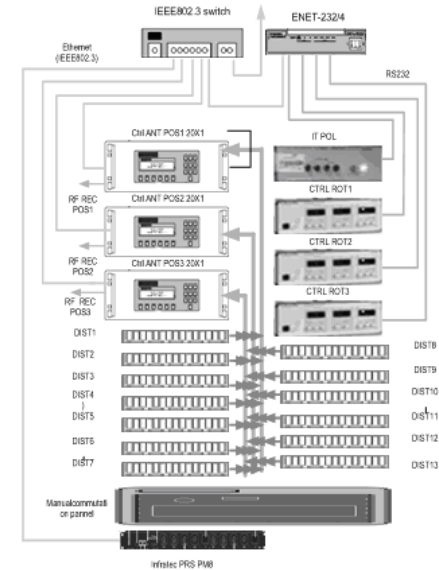 IEEE802.3 switch
ENET-232/4
Ethernet
(IEEE802.3)
RS232
Ctrl ANT POS1 20X1
IT POL
RF REC
POS1
CTRL ROT1
Ctrl ANT POS2 20X1
RF REC
POS2
CTRL ROT2
Ctrl ANT POS3 20X1
RF REC
POS3
CTRL ROT3
DIST1
DIST2
DIST3
DIST4
DIST5
DIST6
DIST7
DIST8
DIST9
DIST10
DIST11
DIST12
DIST13
Manualcommutati
on pannel
Infratec PRS PM8